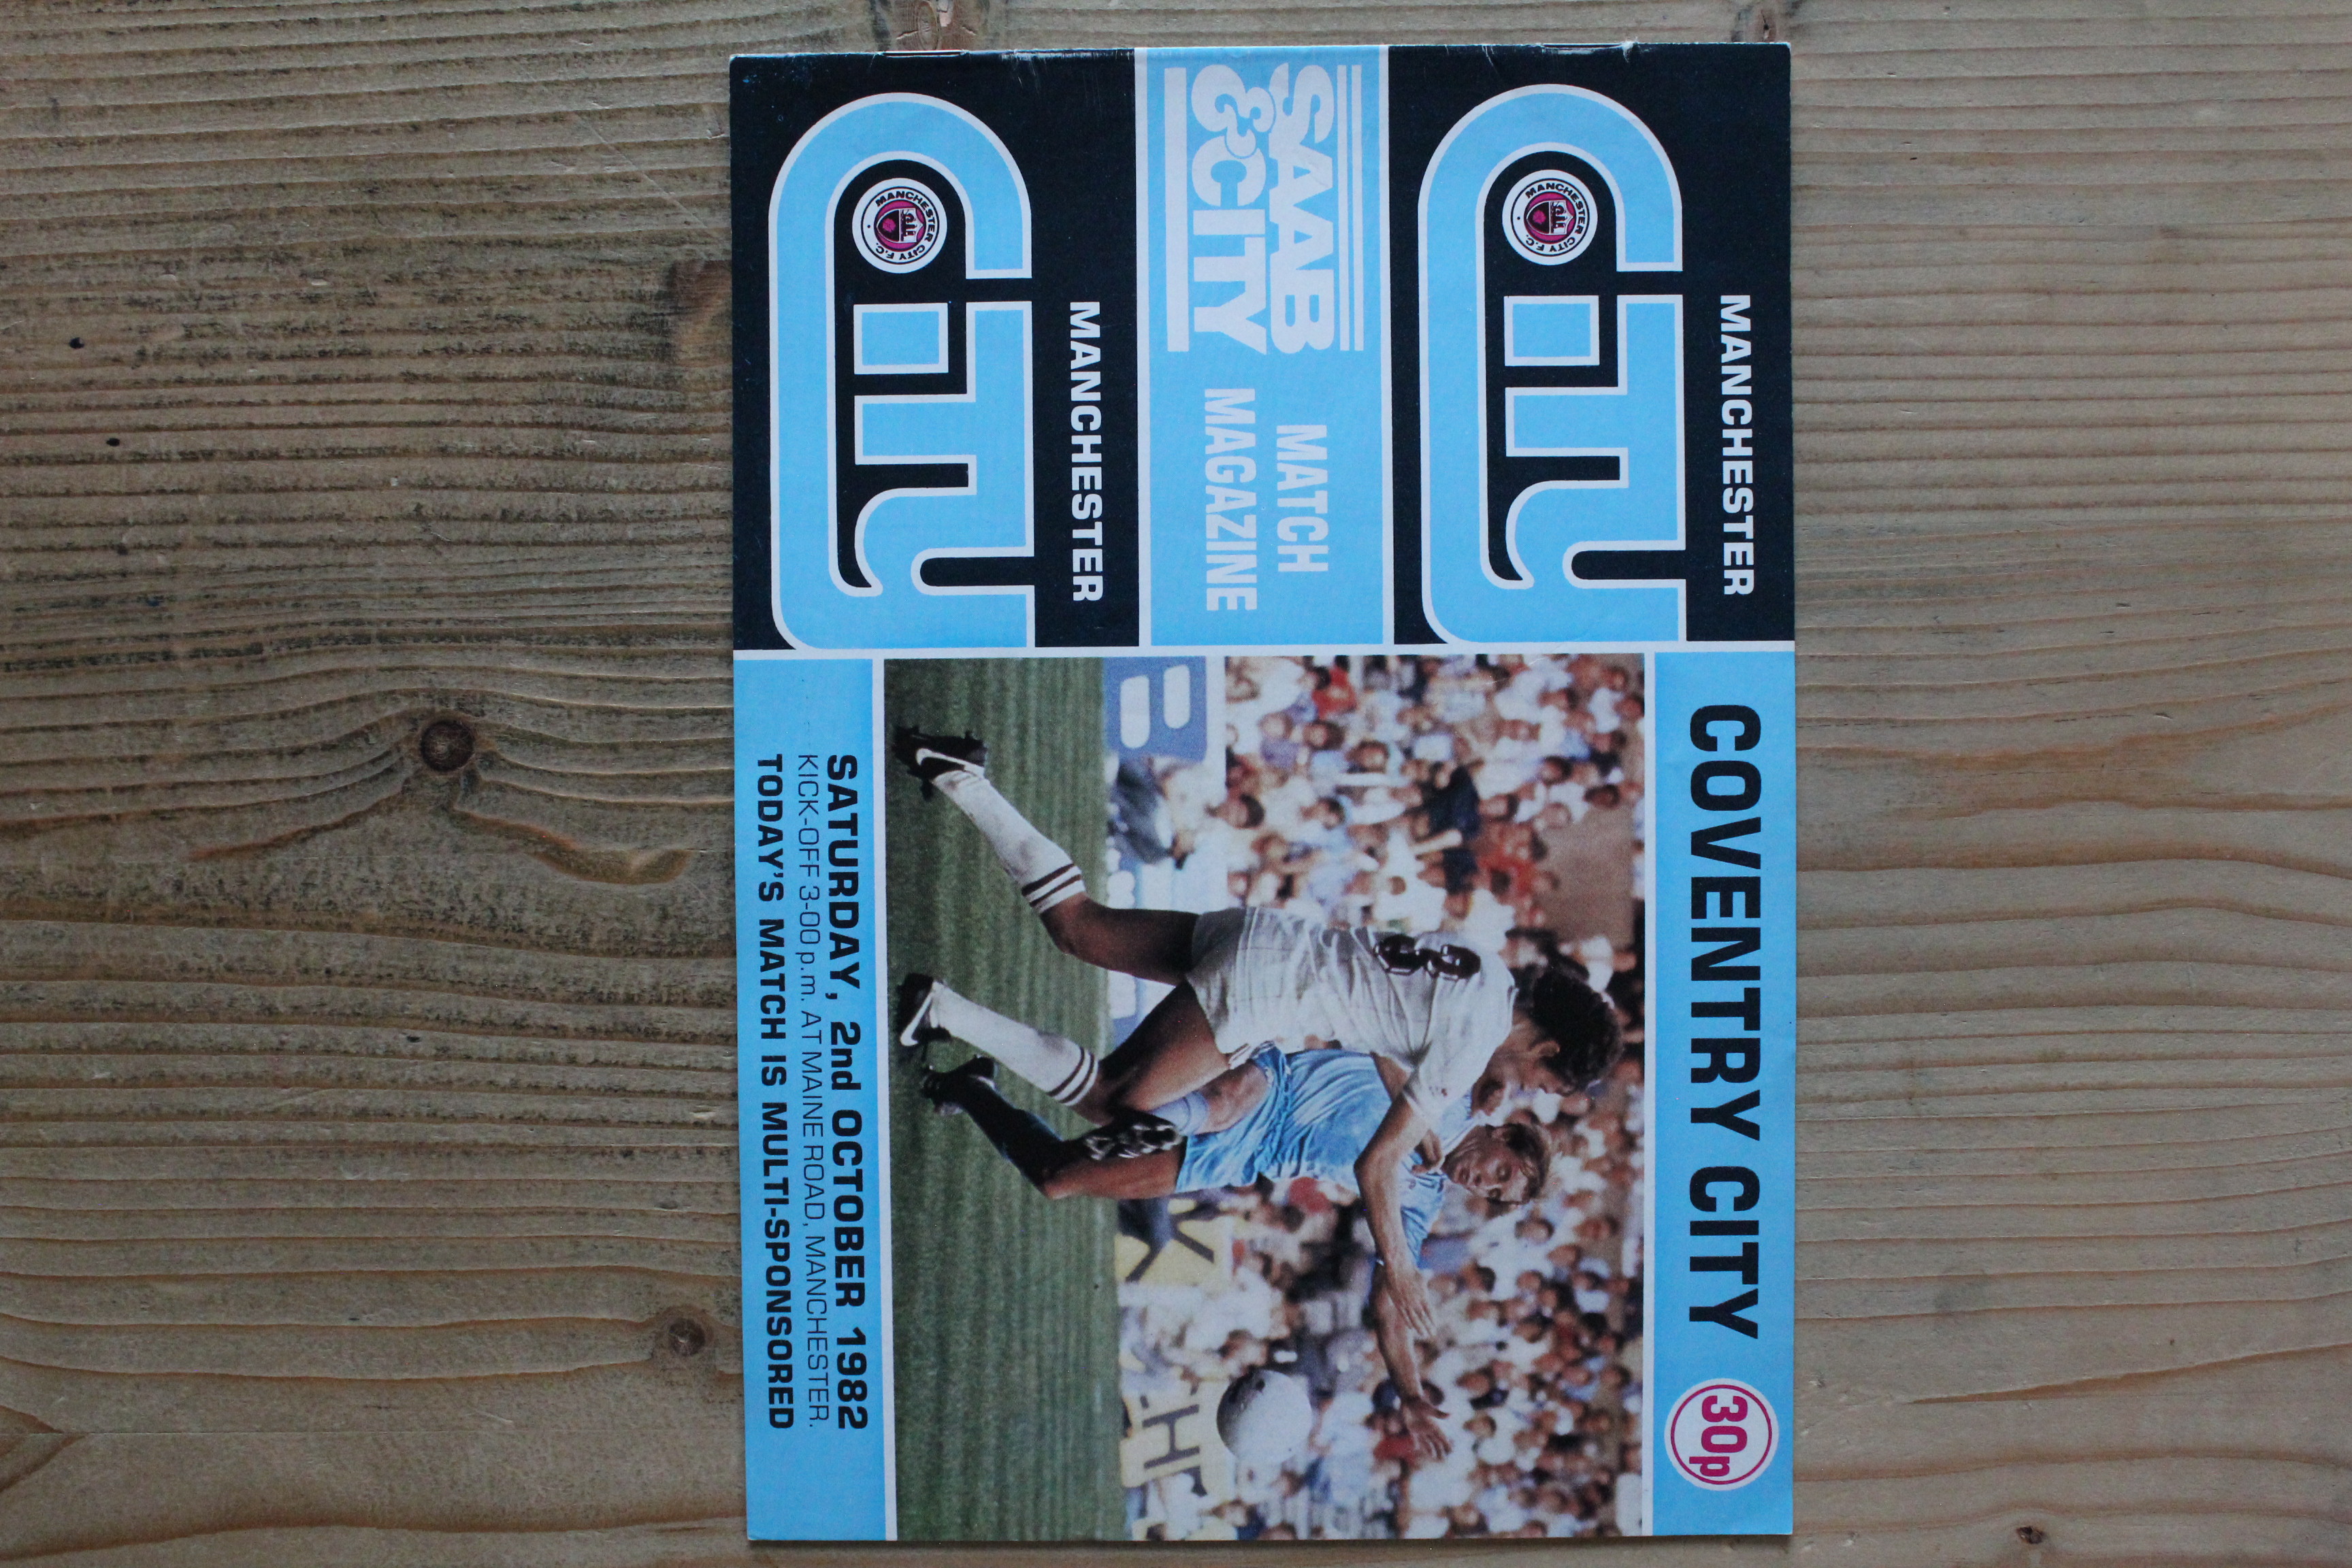 MANCHESTER
CITY
MANCHESTER CITY F.C.
SAAB
& CITY
MATCH
MAGAZINE
MANCHESTER
CITY
MANCHESTER CITY F.C.
COVENTRY CITY
30p
8
SATURDAY, 2nd OCTOBER 1982
KICK-OFF 3-00 p.m. AT MAINE ROAD, MANCHESTER.
TODAY'S MATCH IS MULTI-SPONSORED